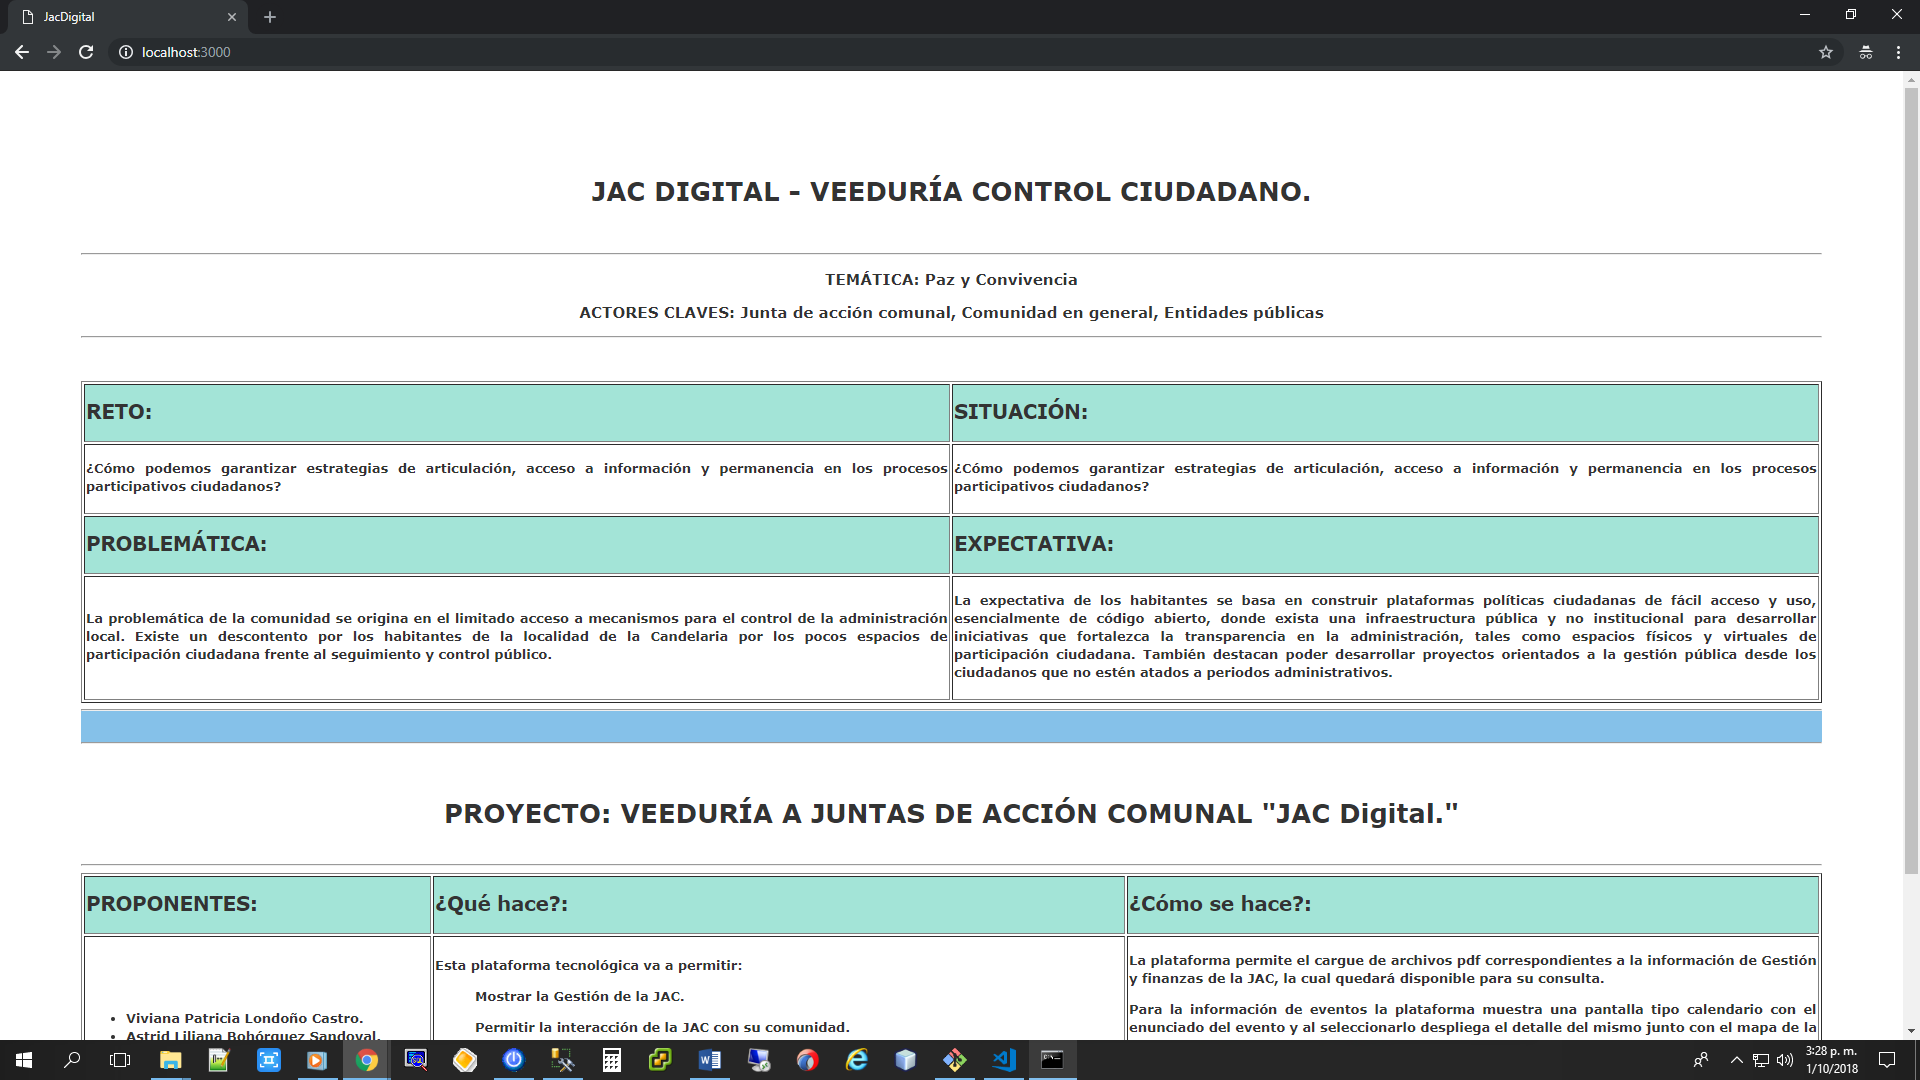 JacDigital
localhost:3000
JAC DIGITAL - VEEDURÍA CONTROL CIUDADANO.
TEMÁTICA: Paz y Convivencia
ACTORES CLAVES: Junta de acción comunal, Comunidad en general, Entidades públicas
RETO:
SITUACIÓN:
¿Cómo podemos garantizar estrategias de articulación, acceso a información y permanencia en los procesos
participativos ciudadanos?
¿Cómo podemos garantizar estrategias de articulación, acceso a información y permanencia en los procesos
participativos ciudadanos?
PROBLEMÁTICA:
EXPECTATIVA:
La problemática de la comunidad se origina en el limitado acceso a mecanismos para el control de la administración
local. Existe un descontento por los habitantes de la localidad de la Candelaria por los pocos espacios de
participación ciudadana frente al seguimiento y control público.
La expectativa de los habitantes se basa en construir plataformas políticas ciudadanas de fácil acceso y uso,
esencialmente de código abierto, donde exista una infraestructura pública y no institucional para desarrollar
iniciativas que fortalezca la transparencia en la administración, tales como espacios físicos y virtuales de
participación ciudadana. También destacan poder desarrollar proyectos orientados a la gestión pública desde los
ciudadanos que no estén atados a periodos administrativos.
PROYECTO: VEEDURÍA A JUNTAS DE ACCIÓN COMUNAL "JAC Digital."
PROPONENTES:
¿Qué hace?:
¿Cómo se hace?:
Viviana Patricia Londoño Castro.
Astrid Liliana Bohórquez Sandoval.
Esta plataforma tecnológica va a permitir:
Mostrar la Gestión de la JAC.
Permitir la interacción de la JAC con su comunidad.
La plataforma permite el cargue de archivos pdf correspondientes a la información de Gestión
y finanzas de la JAC, la cual quedará disponible para su consulta.
Para la información de eventos la plataforma muestra una pantalla tipo calendario con el
enunciado del evento y al seleccionarlo despliega el detalle del mismo junto con el mapa de la
3:28 p. m.
1/10/2018